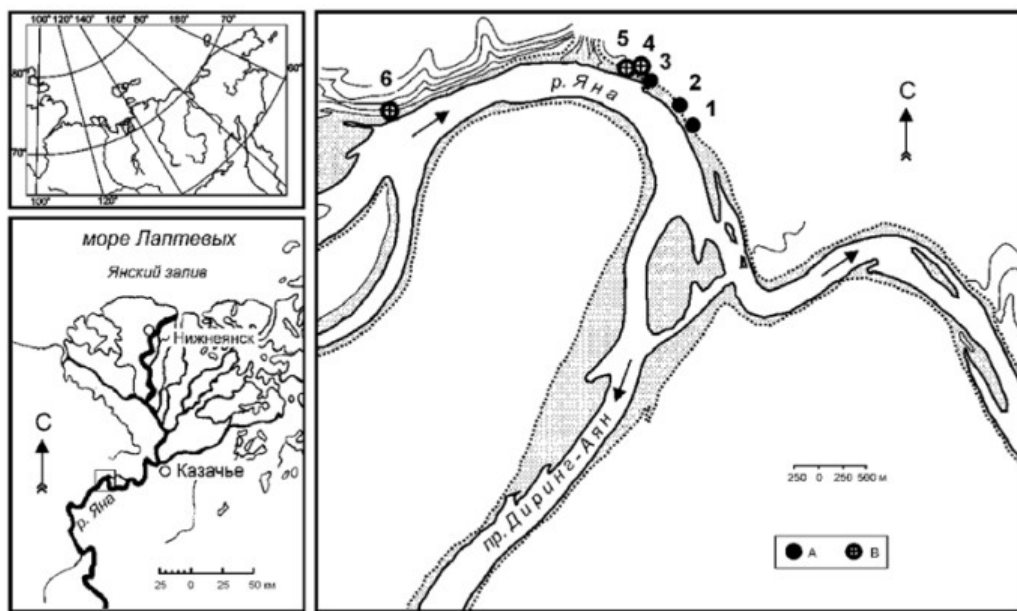 100° 120° 140° 160° 80° 180° 70°
80°
60°
70°
100°
120°
море Лаптевых
Янский залив
Нижнеянск
С
Казачье
р. Яна
25 0 25 50 км
6
5 4
3
2
1
р. Яна
С
пр. Диринг-Аян
250 0 250 500 м
А
В